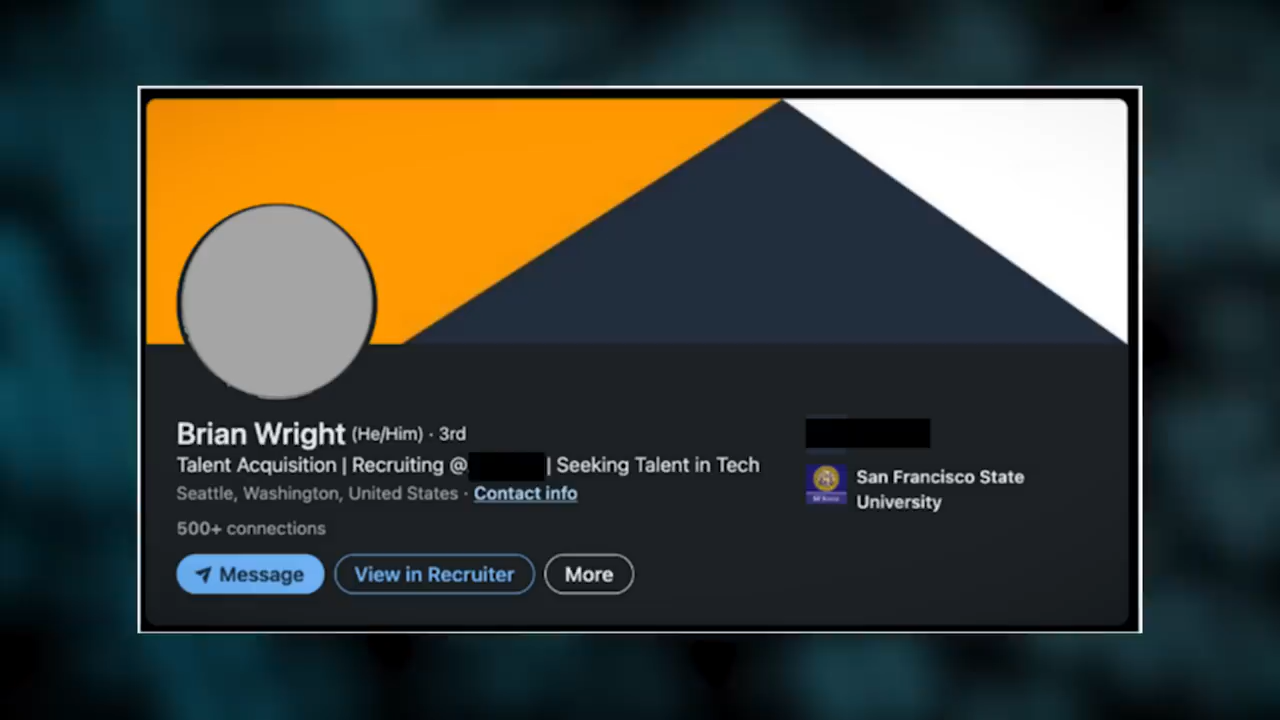 Brian Wright (He/Him) · 3rd
Talent Acquisition | Recruiting @ | Seeking Talent in Tech
Seattle, Washington, United States · Contact info
500+ connections
Message
View in Recruiter
More
San Francisco State
University